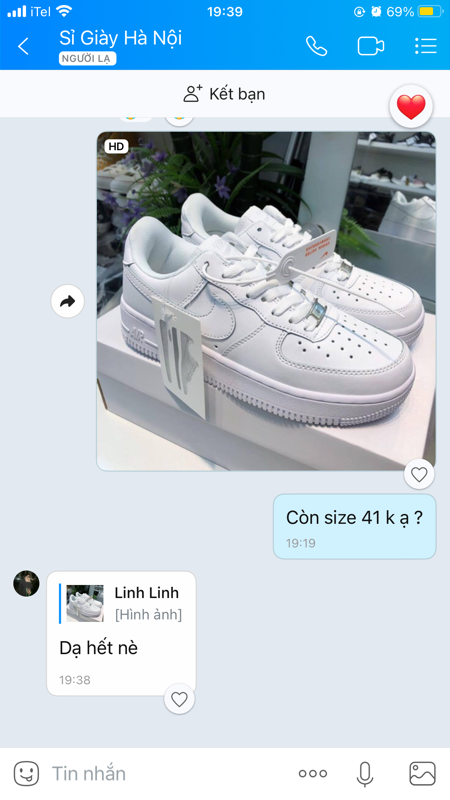 iTel
19:39
69%
Sỉ Giày Hà Nội
NGƯỜI LẠ
Kết bạn
HD
AIR
Còn size 41 k ạ ?
19:19
Linh Linh
[Hình ảnh]
Dạ hết nè
19:38
Tin nhắn